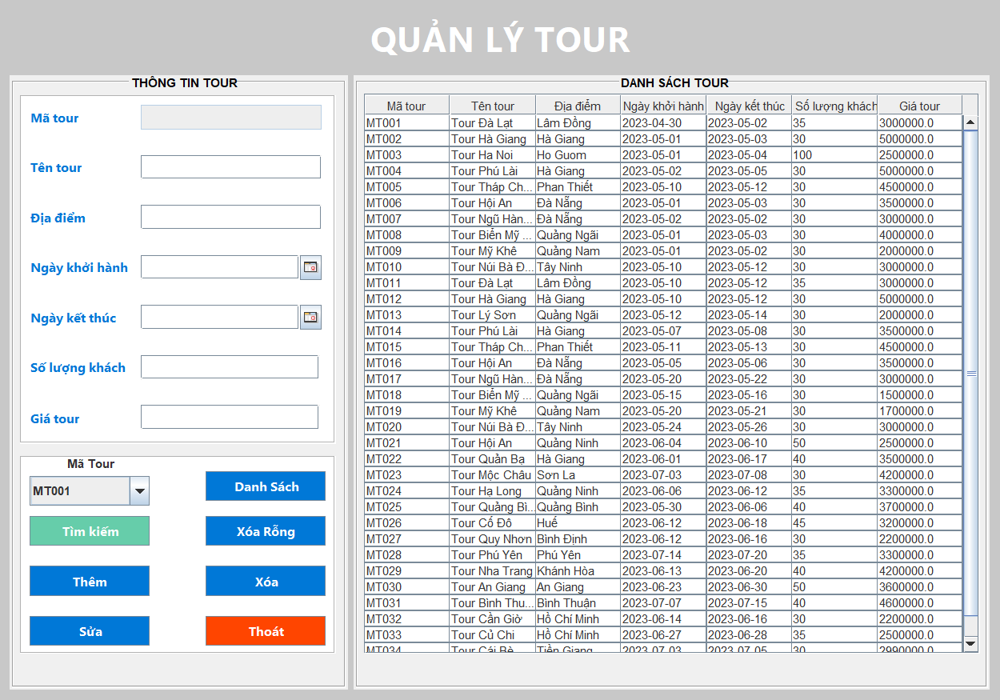 QUẢN LÝ TOUR
THÔNG TIN TOUR
Mã tour
Tên tour
Địa điểm
Ngày khởi hành
Ngày kết thúc
Số lượng khách
Giá tour
Mã Tour
MT001
Danh Sách
Tìm kiếm
Xóa Rỗng
Thêm
Xóa
Sửa
Thoát
DANH SÁCH TOUR
Mã tour Tên tour Địa điểm Ngày khởi hành Ngày kết thúc Số lượng khách Giá tour
MT001 Tour Đà Lạt Lâm Đồng 2023-04-30 2023-05-02 35 3000000.0
MT002 Tour Hà Giang Hà Giang 2023-05-01 2023-05-03 30 5000000.0
MT003 Tour Ha Noi Ho Guom 2023-05-01 2023-05-04 100 2500000.0
MT004 Tour Phú Lài Hà Giang 2023-05-02 2023-05-05 30 5000000.0
MT005 Tour Tháp Ch... Phan Thiết 2023-05-10 2023-05-12 30 4500000.0
MT006 Tour Hội An Đà Nẵng 2023-05-01 2023-05-03 30 3500000.0
MT007 Tour Ngũ Hàn... Đà Nẵng 2023-05-02 2023-05-02 30 3000000.0
MT008 Tour Biển Mỹ ... Quảng Ngãi 2023-05-01 2023-05-03 30 4000000.0
MT009 Tour Mỹ Khê Quảng Nam 2023-05-01 2023-05-02 30 2000000.0
MT010 Tour Núi Bà Đ... Tây Ninh 2023-05-10 2023-05-12 30 3000000.0
MT011 Tour Đà Lạt Lâm Đồng 2023-05-10 2023-05-12 35 3000000.0
MT012 Tour Hà Giang Hà Giang 2023-05-10 2023-05-12 30 5000000.0
MT013 Tour Lý Sơn Quảng Ngãi 2023-05-12 2023-05-14 30 2000000.0
MT014 Tour Phú Lài Hà Giang 2023-05-07 2023-05-08 30 3500000.0
MT015 Tour Tháp Ch... Phan Thiết 2023-05-11 2023-05-13 30 4500000.0
MT016 Tour Hội An Đà Nẵng 2023-05-05 2023-05-06 30 3500000.0
MT017 Tour Ngũ Hàn... Đà Nẵng 2023-05-20 2023-05-22 30 3000000.0
MT018 Tour Biển Mỹ ... Quảng Ngãi 2023-05-15 2023-05-16 30 1500000.0
MT019 Tour Mỹ Khê Quảng Nam 2023-05-20 2023-05-21 30 1700000.0
MT020 Tour Núi Bà Đ... Tây Ninh 2023-05-24 2023-05-26 30 3000000.0
MT021 Tour Hội An Quảng Ninh 2023-06-04 2023-06-10 50 2500000.0
MT022 Tour Quản Bạ Hà Giang 2023-06-01 2023-06-17 40 3500000.0
MT023 Tour Mộc Châu Sơn La 2023-07-03 2023-07-08 30 4200000.0
MT024 Tour Hạ Long Quảng Ninh 2023-06-06 2023-06-12 35 3300000.0
MT025 Tour Quảng Bì... Quảng Bình 2023-05-30 2023-06-06 40 3700000.0
MT026 Tour Cố Đô Huế 2023-06-12 2023-06-18 45 3200000.0
MT027 Tour Quy Nhơn Bình Định 2023-06-12 2023-06-16 30 2200000.0
MT028 Tour Phú Yên Phú Yên 2023-07-14 2023-07-20 35 3300000.0
MT029 Tour Nha Trang Khánh Hòa 2023-06-13 2023-06-20 40 4200000.0
MT030 Tour An Giang An Giang 2023-06-23 2023-06-30 50 3600000.0
MT031 Tour Bình Thu... Bình Thuận 2023-07-07 2023-07-15 40 4600000.0
MT032 Tour Cần Giờ Hồ Chí Minh 2023-06-14 2023-06-16 30 2200000.0
MT033 Tour Củ Chi Hồ Chí Minh 2023-06-27 2023-06-28 35 2500000.0
MT034 Tour Cái Bè Tiền Giang 2023-07-03 2023-07-05 30 2990000.0